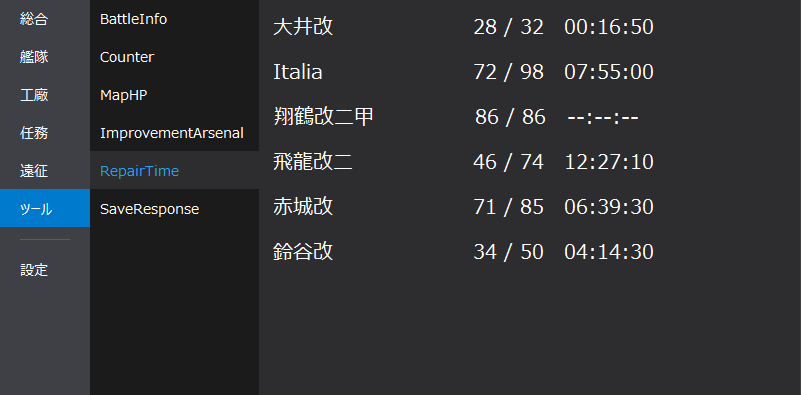 総合
艦隊
工廠
任務
遠征
ツール
設定
BattleInfo
Counter
MapHP
ImprovementArsenal
RepairTime
SaveResponse
大井改 28 / 32 00:16:50
Italia 72 / 98 07:55:00
翔鶴改二甲 86 / 86 --:--:--
飛龍改二 46 / 74 12:27:10
赤城改 71 / 85 06:39:30
鈴谷改 34 / 50 04:14:30